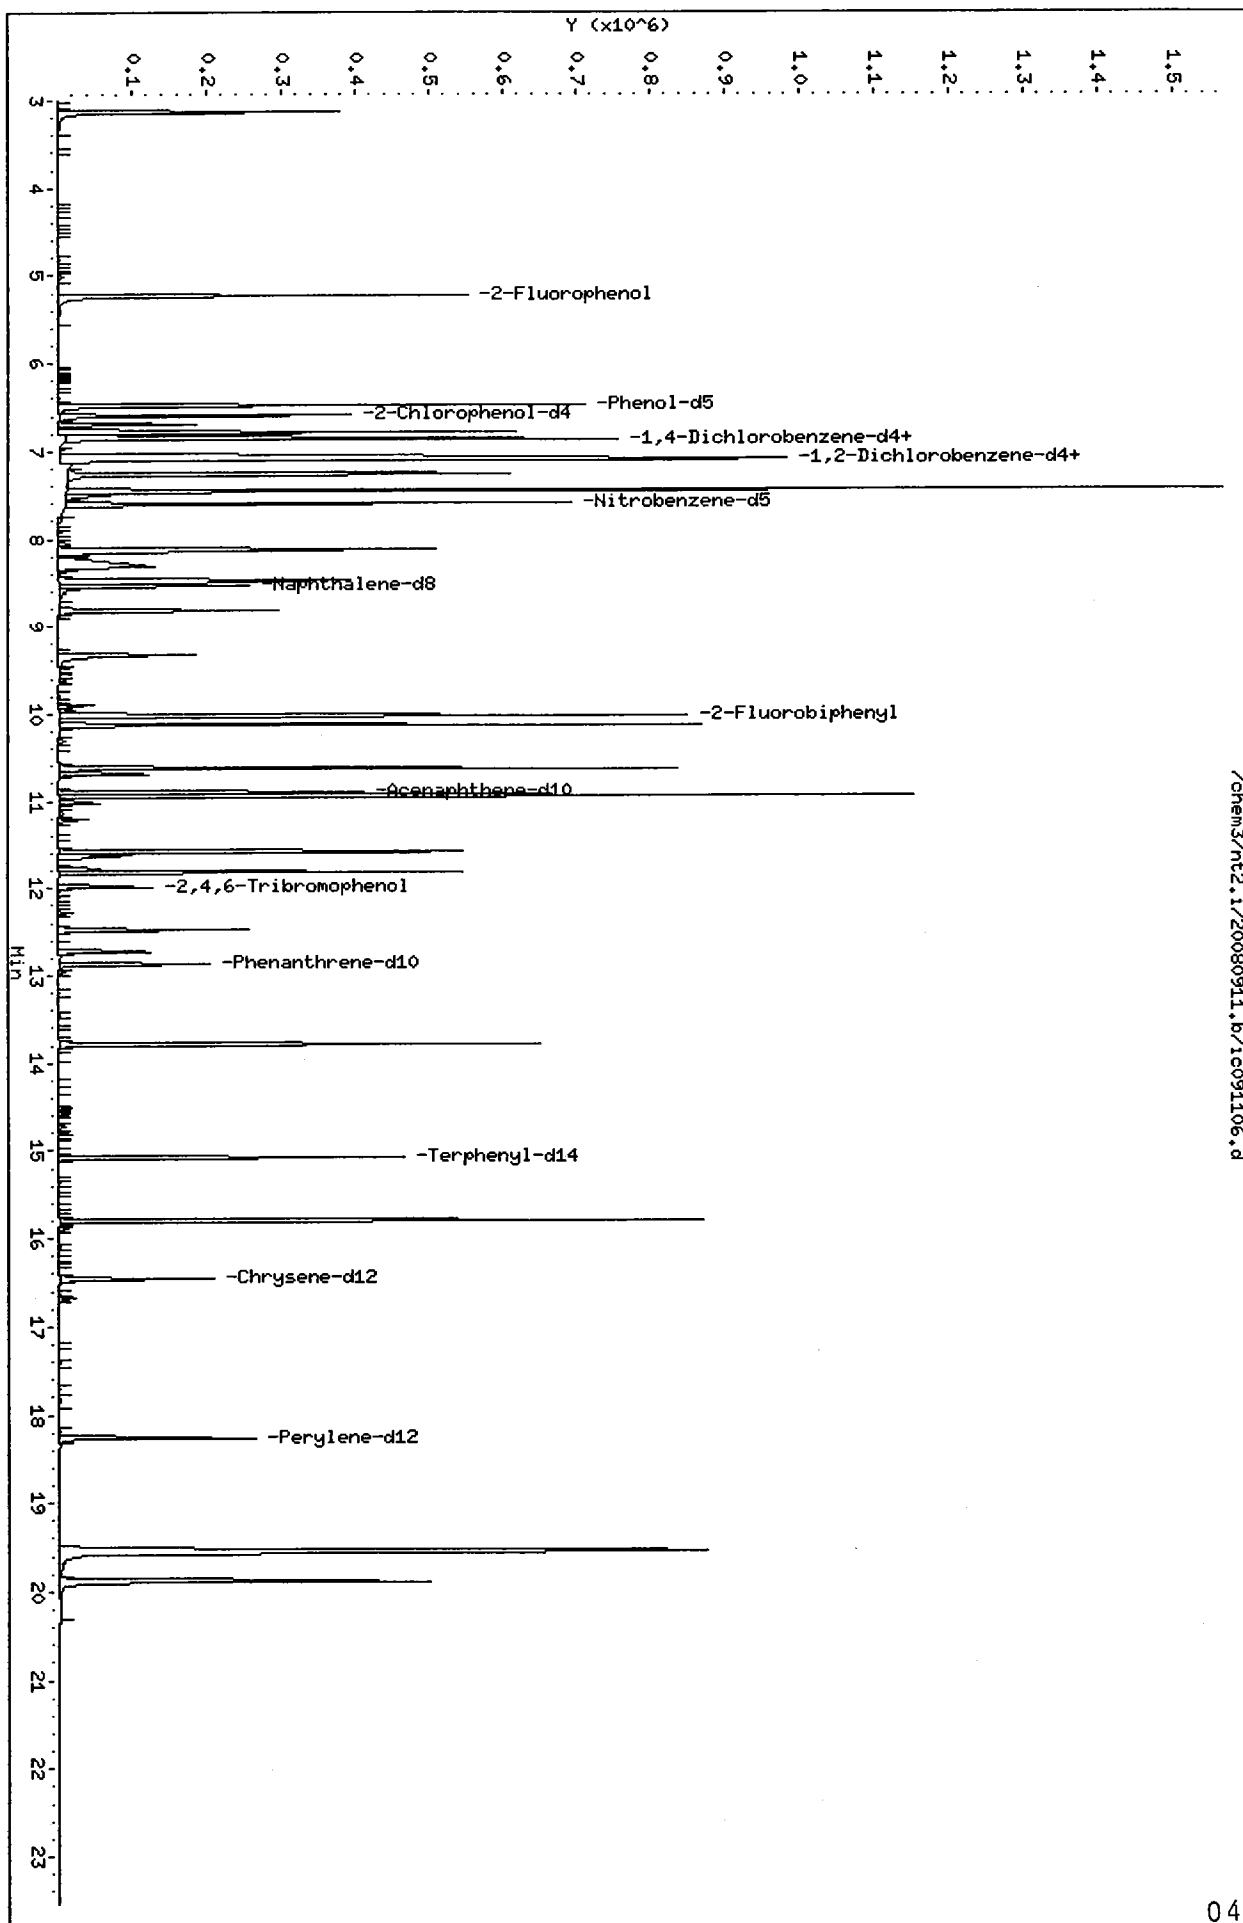 /chem3/nt2.i/20080911.b/ic091106.d
Y (x10^6)
0.1
0.2
0.3
0.4
0.5
0.6
0.7
0.8
0.9
1.0
1.1
1.2
1.3
1.4
1.5
3
4
5
6
7
8
9
10
11
12
13
14
15
16
17
18
19
20
21
22
23
Min
-2-Fluorophenol
-Phenol-d5
-2-Chlorophenol-d4
-1,4-Dichlorobenzene-d4+
-1,2-Dichlorobenzene-d4+
-Nitrobenzene-d5
-Naphthalene-d8
-2-Fluorobiphenyl
-Acenaphthene-d10
-2,4,6-Tribromophenol
-Phenanthrene-d10
-Terphenyl-d14
-Chrysene-d12
-Perylene-d12
04